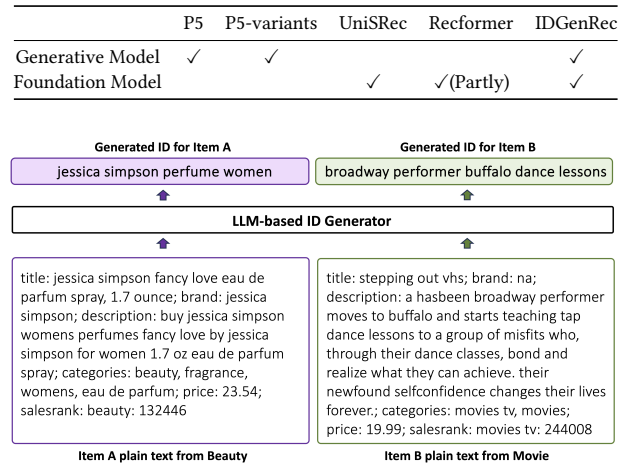 P5 P5-variants UniSRec Recformer IDGenRec
Generative Model ✓ ✓ ✓
Foundation Model ✓ ✓(Partly) ✓
Generated ID for Item A
Generated ID for Item B
jessica simpson perfume women
broadway performer buffalo dance lessons
LLM-based ID Generator
title: jessica simpson fancy love eau de
parfum spray, 1.7 ounce; brand: jessica
simpson; description: buy jessica simpson
womens perfumes fancy love by jessica
simpson for women 1.7 oz eau de parfum
spray; categories: beauty, fragrance,
womens, eau de parfum; price: 23.54;
salesrank: beauty: 132446
title: stepping out vhs; brand: na;
description: a hasbeen broadway performer
moves to buffalo and starts teaching tap
dance lessons to a group of misfits who,
through their dance classes, bond and
realize what they can achieve. their
newfound selfconfidence changes their lives
forever.; categories: movies tv, movies;
price: 19.99; salesrank: movies tv: 244008
Item A plain text from Beauty
Item B plain text from Movie